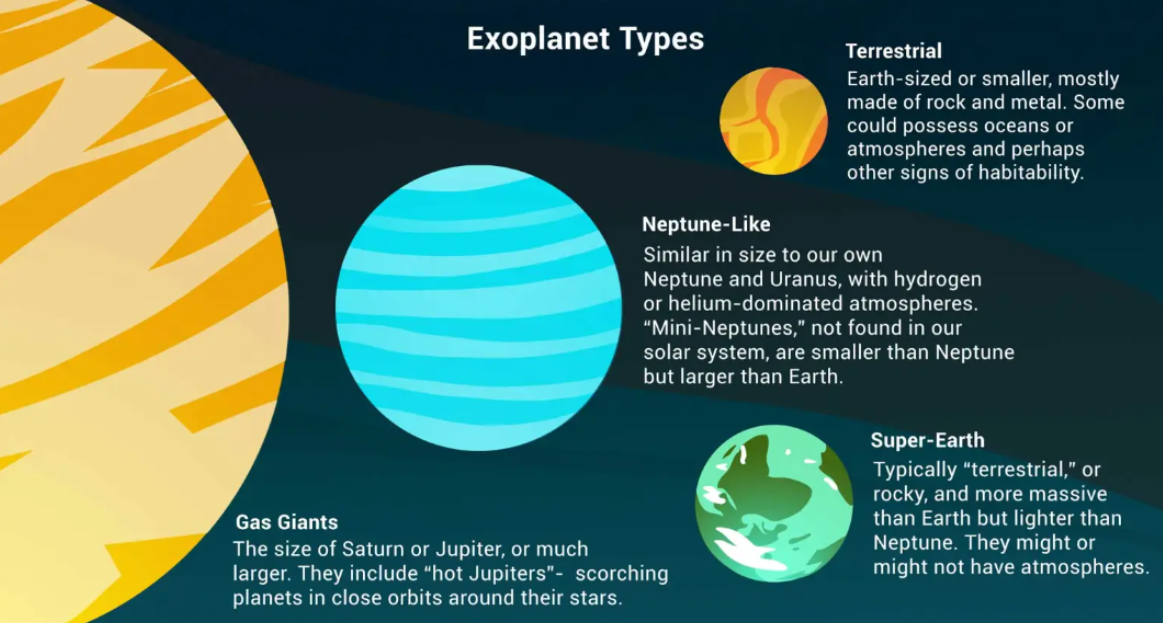 Exoplanet Types
Terrestrial
Earth-sized or smaller, mostly
made of rock and metal. Some
could possess oceans or
atmospheres and perhaps
other signs of habitability.
Neptune-Like
Similar in size to our own
Neptune and Uranus, with hydrogen
or helium-dominated atmospheres.
“Mini-Neptunes,” not found in our
solar system, are smaller than Neptune
but larger than Earth.
Super-Earth
Typically “terrestrial,” or
rocky, and more massive
than Earth but lighter than
Neptune. They might or
might not have atmospheres.
Gas Giants
The size of Saturn or Jupiter, or much
larger. They include “hot Jupiters”- scorching
planets in close orbits around their stars.